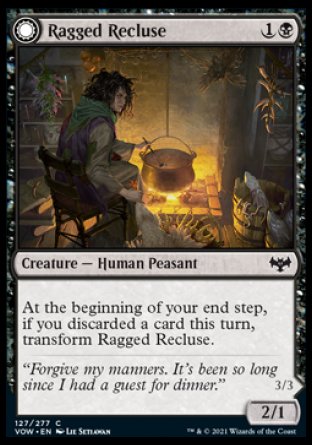 Ragged Recluse 1
Creature — Human Peasant
At the beginning of your end step,
if you discarded a card this turn,
transform Ragged Recluse.
“Forgive my manners. It’s been so long
since I had a guest for dinner.”
3/3
2/1
127/277 C
VOW • EN Lie Setiawan
™ & © 2021 Wizards of the Coast